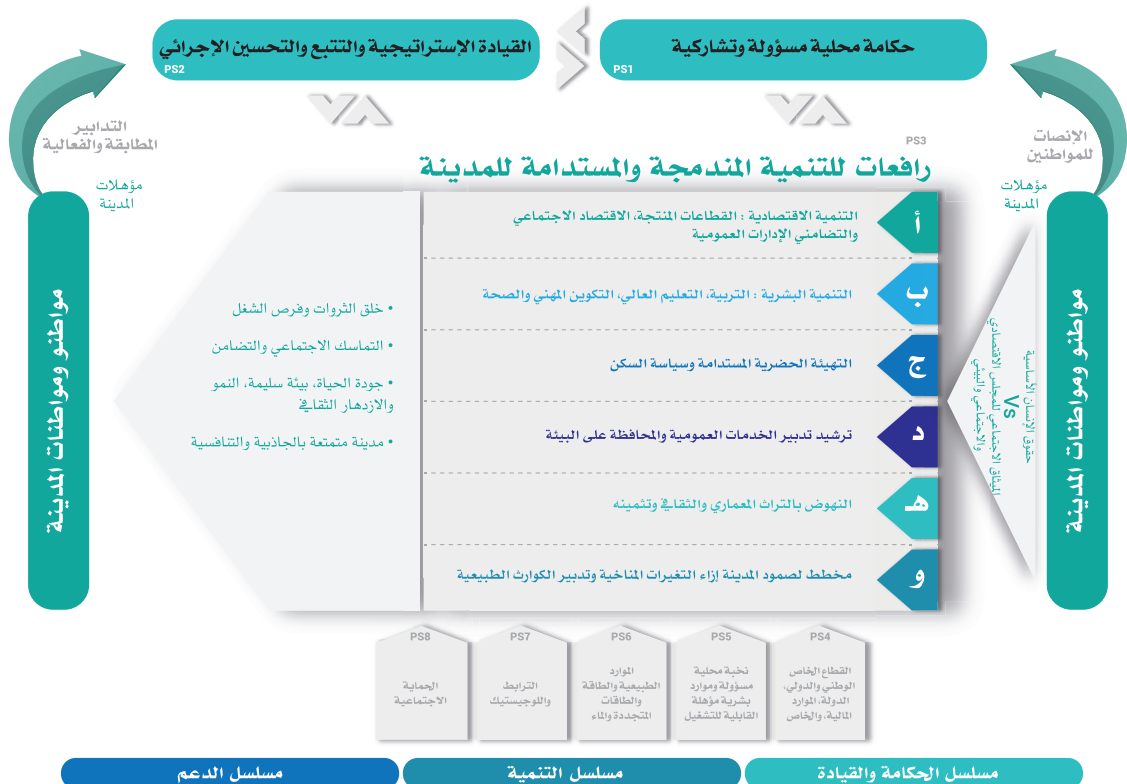 حكامة محلية مسؤولة وتشاركية
PS1
القيادة الإستراتيجية والتتبع والتحسين الإجرائي
PS2
الإنصات
للمواطنين
مؤهلات
المدينة
التدابير
المطابقة والفعالية
مؤهلات
المدينة
PS3
رافعات للتنمية المندمجة والمستدامة للمدينة
مواطنو ومواطنات المدينة
حقوق الإنسان الأساسية
Vs
الميثاق الاجتماعي للمجلس الاقتصادي
والاجتماعي والبيئي
أ
التنمية الاقتصادية : القطاعات المنتجة، الاقتصاد الاجتماعي
والتضامني الإدارات العمومية
ب
التنمية البشرية : التربية، التعليم العالي، التكوين المهني والصحة
ج
التهيئة الحضرية المستدامة وسياسة السكن
د
ترشيد تدبير الخدمات العمومية والمحافظة على البيئة
هـ
النهوض بالتراث المعماري والثقافي وتثمينه
و
مخطط لصمود المدينة إزاء التغيرات المناخية وتدبير الكوارث الطبيعية
• خلق الثروات وفرص الشغل
• التماسك الاجتماعي والتضامن
• جودة الحياة، بيئة سليمة، النمو
والازدهار الثقافي
• مدينة متمتعة بالجاذبية والتنافسية
مواطنو ومواطنات المدينة
PS4
القطاع الخاص
الوطني والدولي،
الدولة، الموارد
المالية، والخاص
PS5
نخبة محلية
مسؤولة وموارد
بشرية مؤهلة
القابلية للتشغيل
PS6
الموارد
الطبيعية والطاقة
والطاقات
المتجددة والماء
PS7
الترابط
واللوجيستيك
PS8
الحماية
الاجتماعية
مسلسل الحكامة والقيادة
مسلسل التنمية
مسلسل الدعم